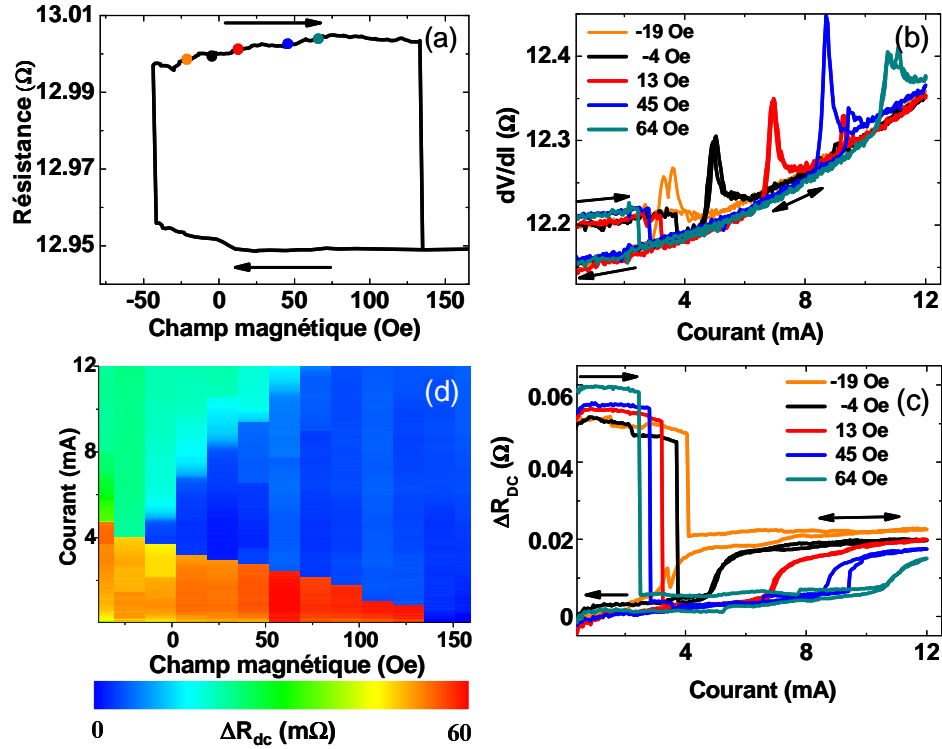 (a)
Résistance (Ω)
13.01
12.99
12.97
12.95
-50 0 50 100 150
Champ magnétique (Oe)
(b)
-19 Oe
-4 Oe
13 Oe
45 Oe
64 Oe
dV/dI (Ω)
12.4
12.3
12.2
4 8 12
Courant (mA)
(d)
Courant (mA)
12
8
4
0 50 100 150
Champ magnétique (Oe)
0 ΔRdc (mΩ) 60
(c)
-19 Oe
-4 Oe
13 Oe
45 Oe
64 Oe
ΔRDC (Ω)
0.06
0.04
0.02
0
4 8 12
Courant (mA)